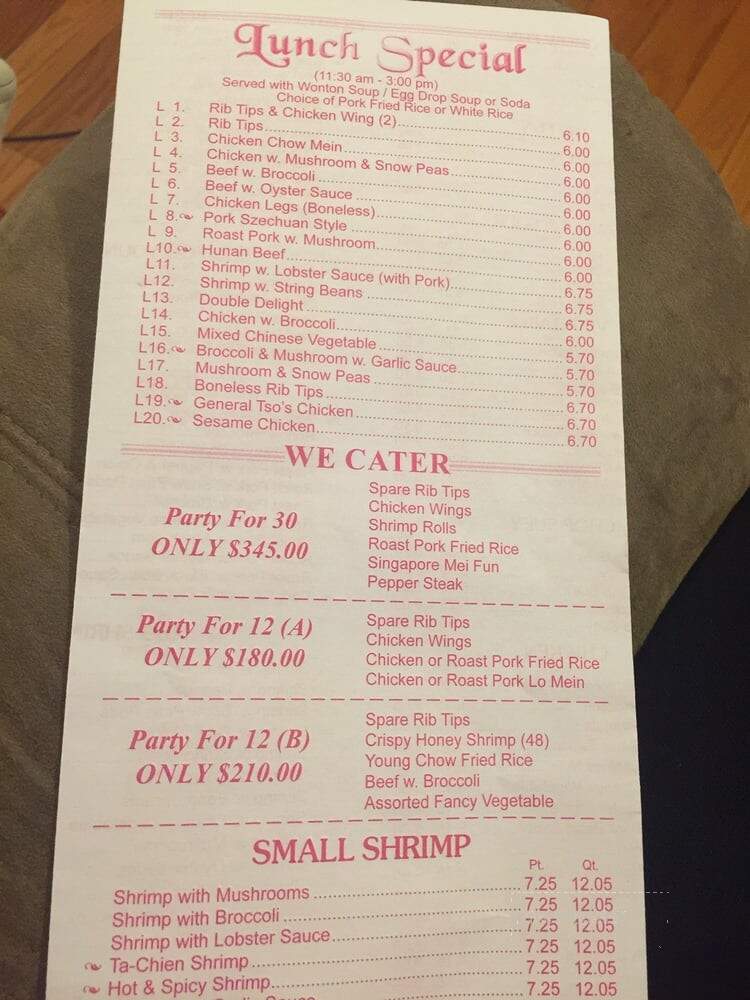 Lunch Special
(11:30 am - 3:00 pm)
Served with Wonton Soup / Egg Drop Soup or Soda
Choice of Pork Fried Rice or White Rice
L 1. Rib Tips & Chicken Wing (2) 6.10
L 2. Rib Tips 6.00
L 3. Chicken Chow Mein 6.00
L 4. Chicken w. Mushroom & Snow Peas 6.00
L 5. Beef w. Broccoli 6.00
L 6. Beef w. Oyster Sauce 6.00
L 7. Chicken Legs (Boneless) 6.00
L 8. Pork Szechuan Style 6.00
L 9. Roast Pork w. Mushroom 6.00
L10. Hunan Beef 6.00
L11. Shrimp w. Lobster Sauce (with Pork) 6.75
L12. Shrimp w. String Beans 6.75
L13. Double Delight 6.75
L14. Chicken w. Broccoli 6.00
L15. Mixed Chinese Vegetable 5.70
L16. Broccoli & Mushroom w. Garlic Sauce 5.70
L17. Mushroom & Snow Peas 5.70
L18. Boneless Rib Tips 6.70
L19. General Tso's Chicken 6.70
L20. Sesame Chicken 6.70
WE CATER
Party For 30
ONLY $345.00
Spare Rib Tips
Chicken Wings
Shrimp Rolls
Roast Pork Fried Rice
Singapore Mei Fun
Pepper Steak
Party For 12 (A)
ONLY $180.00
Spare Rib Tips
Chicken Wings
Chicken or Roast Pork Fried Rice
Chicken or Roast Pork Lo Mein
Party For 12 (B)
ONLY $210.00
Spare Rib Tips
Crispy Honey Shrimp (48)
Young Chow Fried Rice
Beef w. Broccoli
Assorted Fancy Vegetable
SMALL SHRIMP
Pt. Qt.
Shrimp with Mushrooms 7.25 12.05
Shrimp with Broccoli 7.25 12.05
Shrimp with Lobster Sauce 7.25 12.05
Ta-Chien Shrimp 7.25 12.05
Hot & Spicy Shrimp 7.25 12.05
7.25 12.05